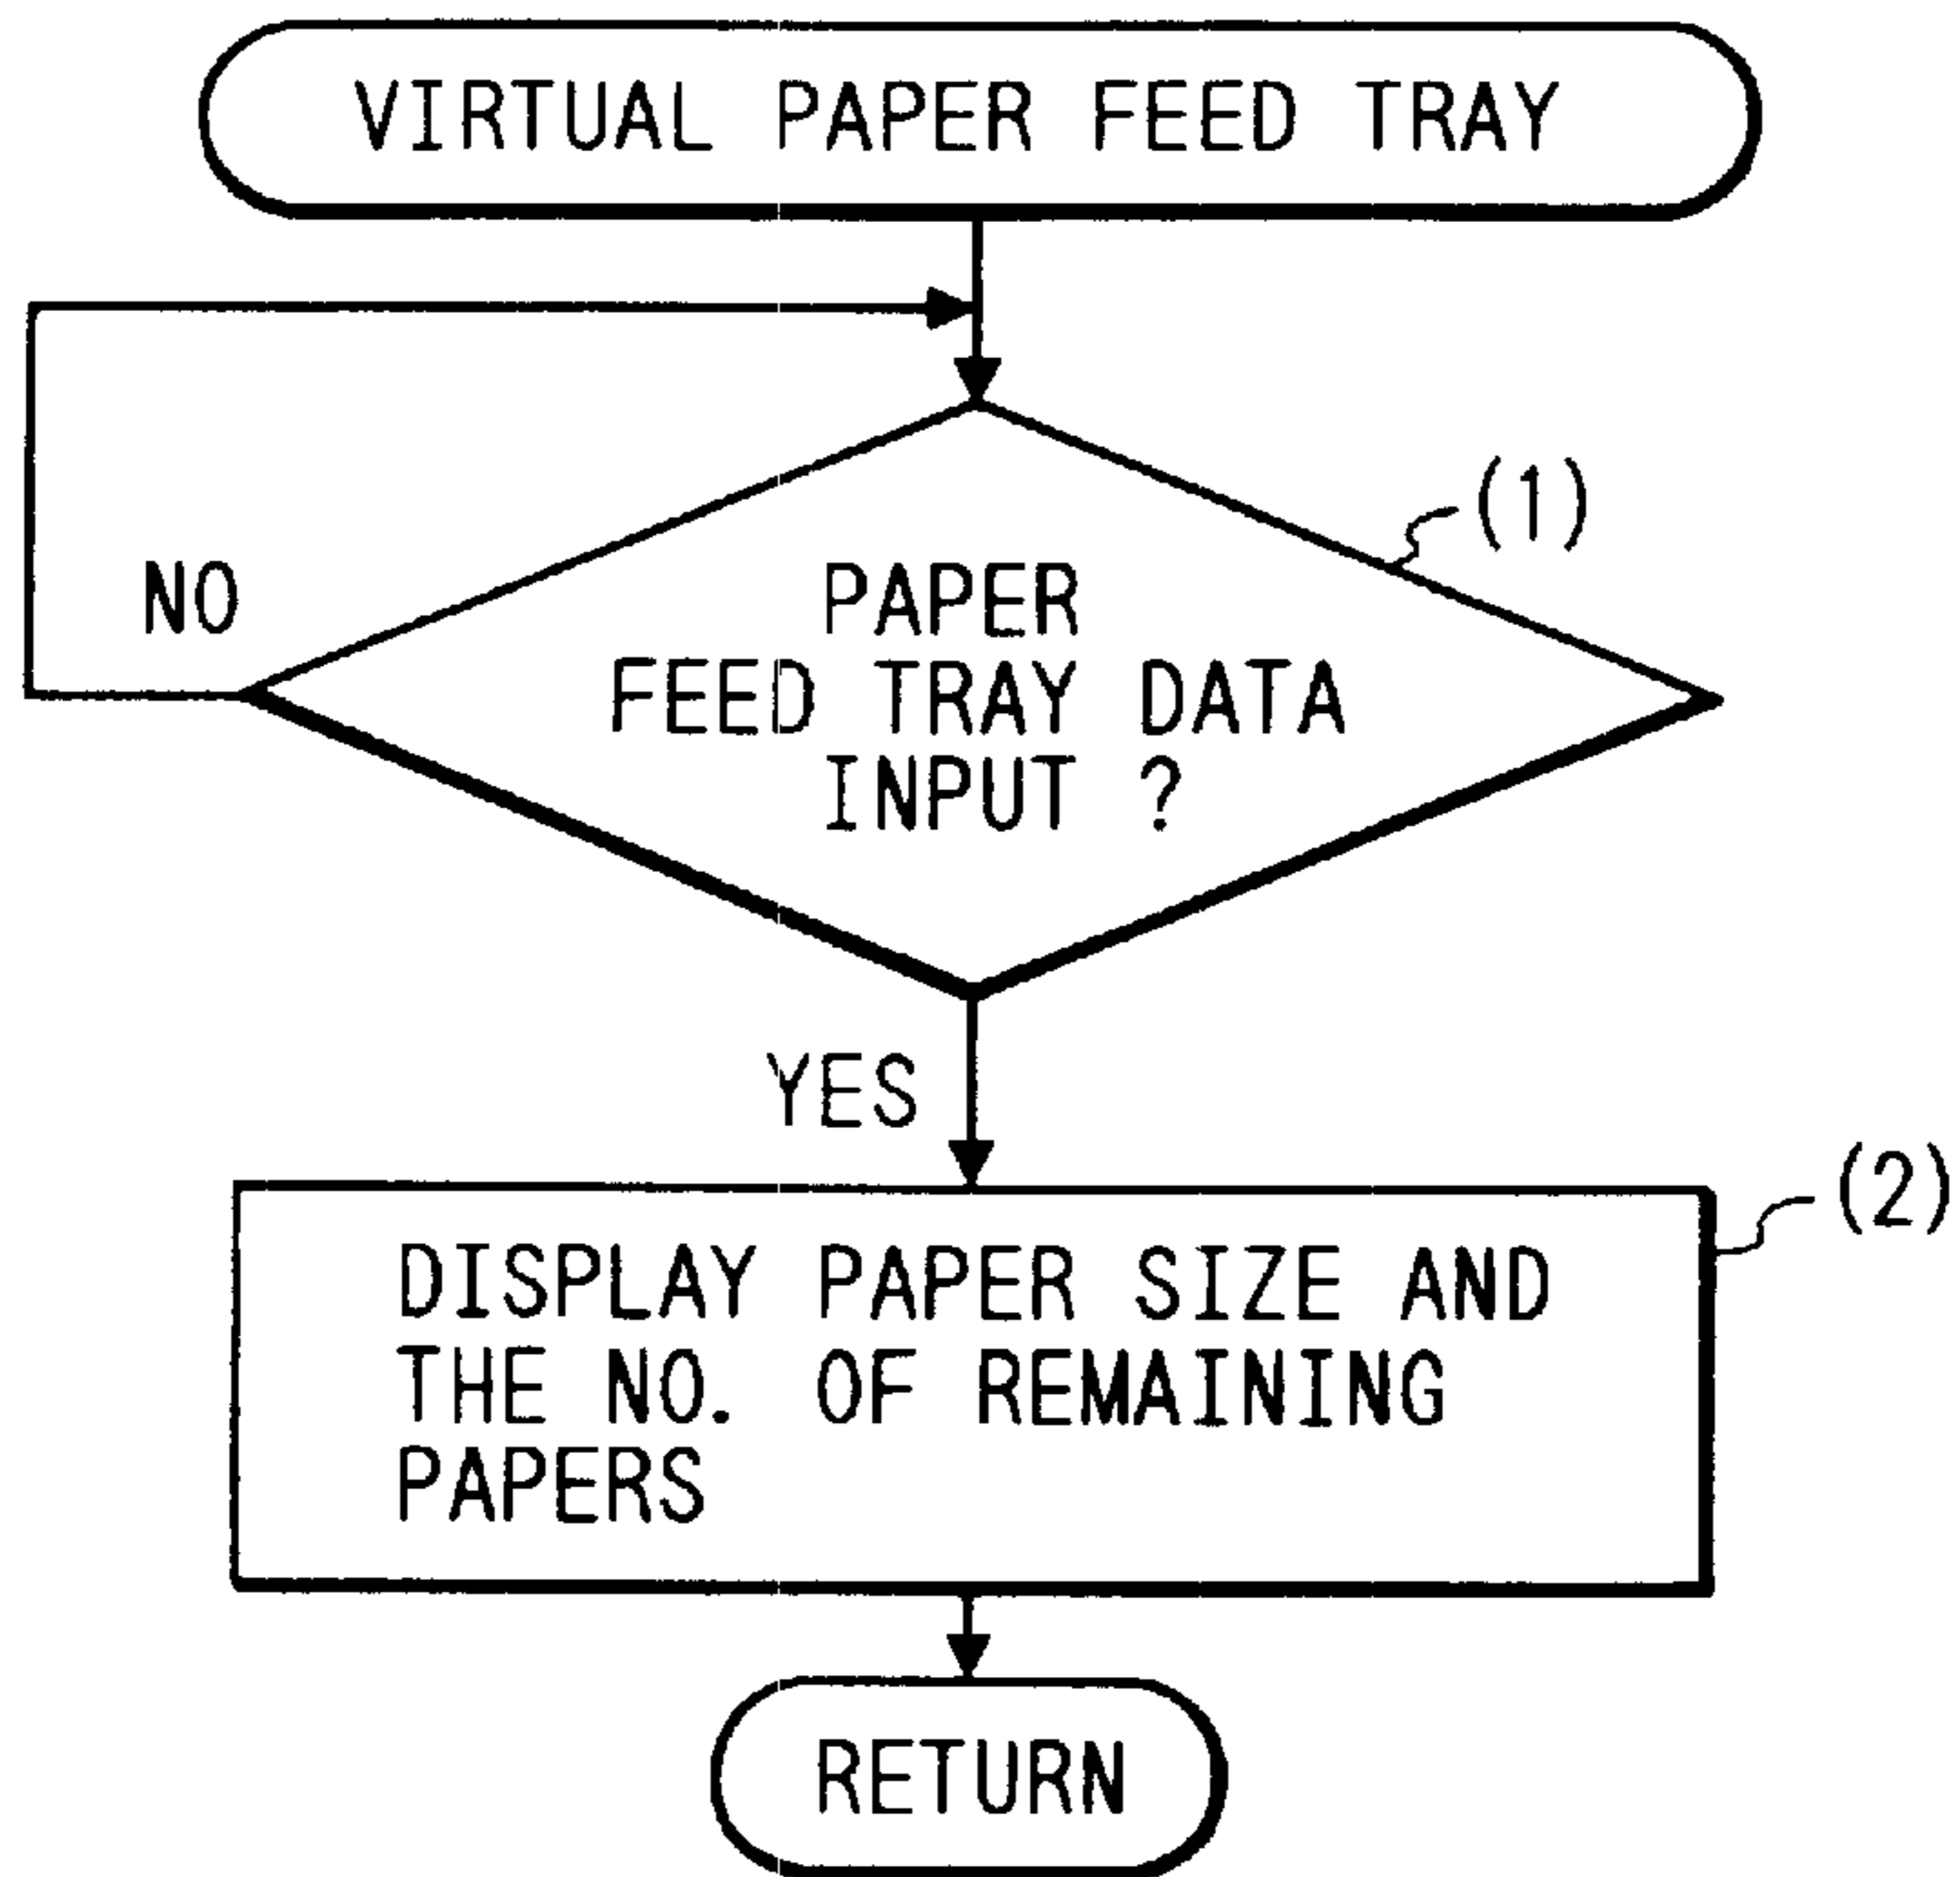 VIRTUAL PAPER FEED TRAY
(1)
NO
PAPER
FEED TRAY DATA
INPUT ?
YES
(2)
DISPLAY PAPER SIZE AND
THE NO. OF REMAINING
PAPERS
RETURN